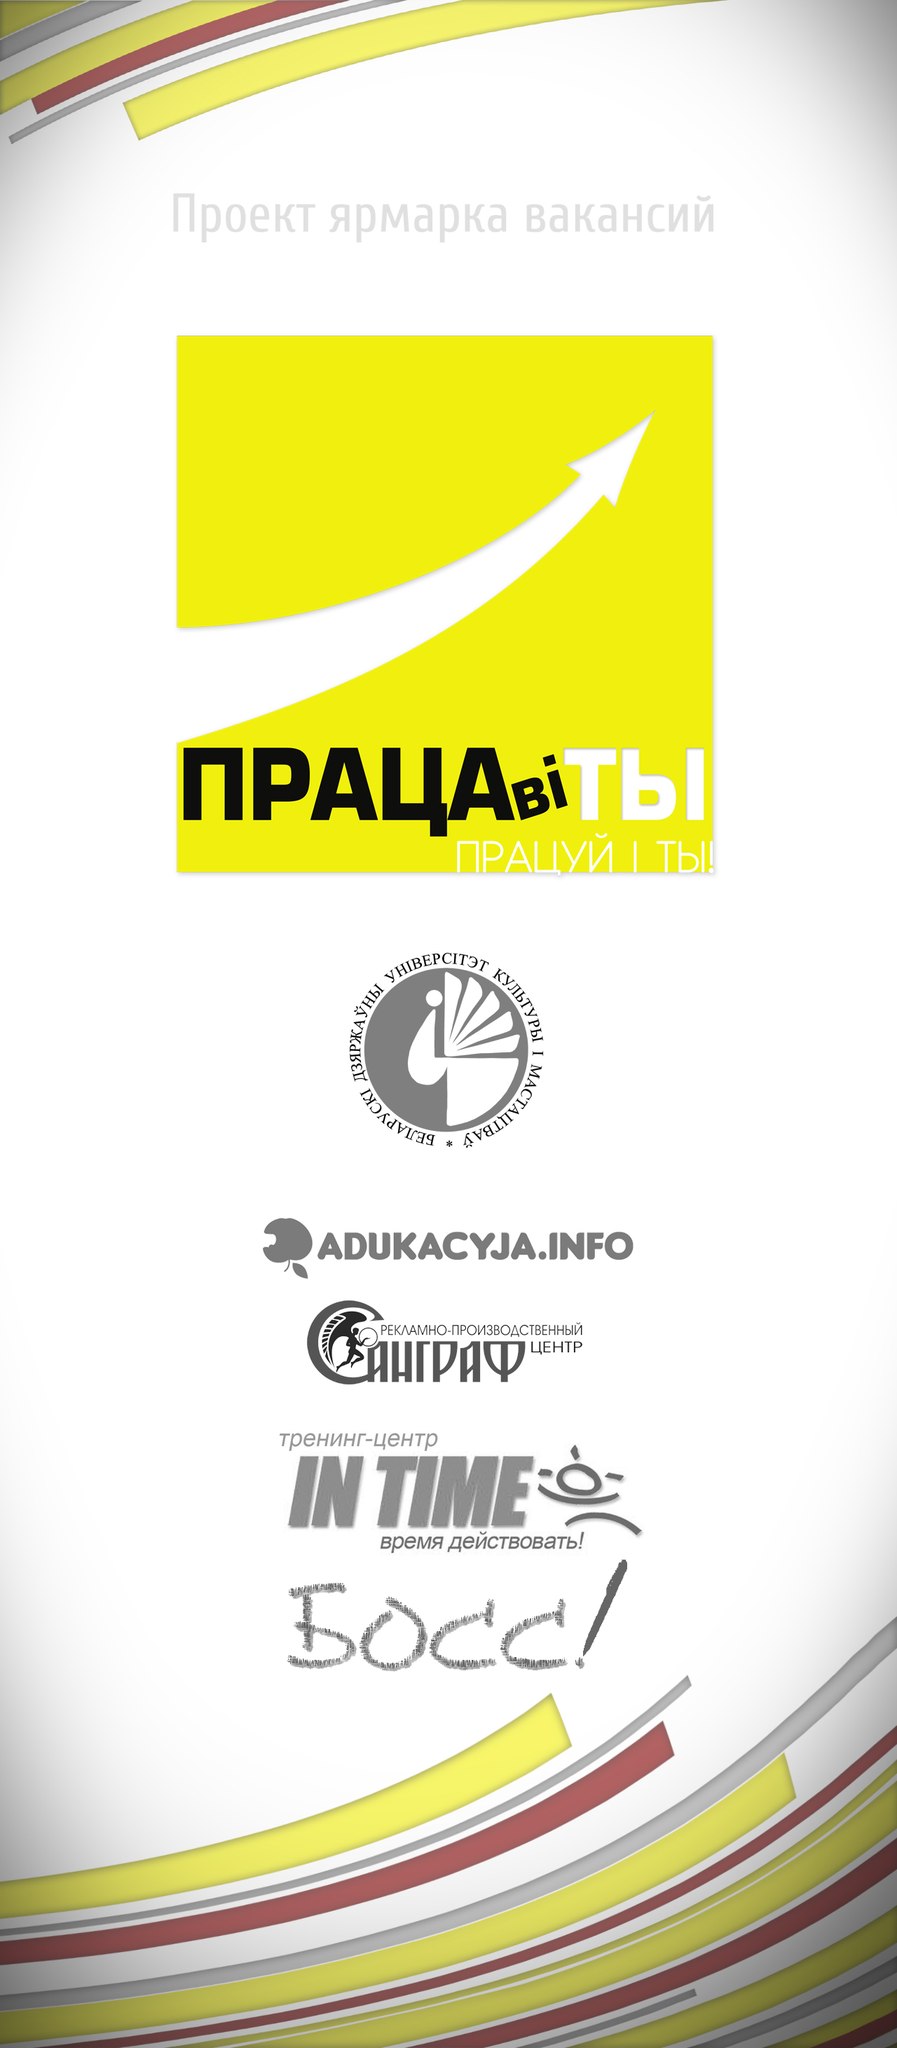 Проект ярмарка вакансий
ПРАЦАвіТЫ
ПРАЦУЙ І ТЫ!
БЕЛАРУСКІ ДЗЯРЖАЎНЫ УНІВЕРСІТЭТ КУЛЬТУРЫ І МАСТАЦТВАЎ *
ADUKACYJA.INFO
РЕКЛАМНО-ПРОИЗВОДСТВЕННЫЙ
САНГРАФ ЦЕНТР
тренинг-центр
IN TIME
время действовать!
Босс!